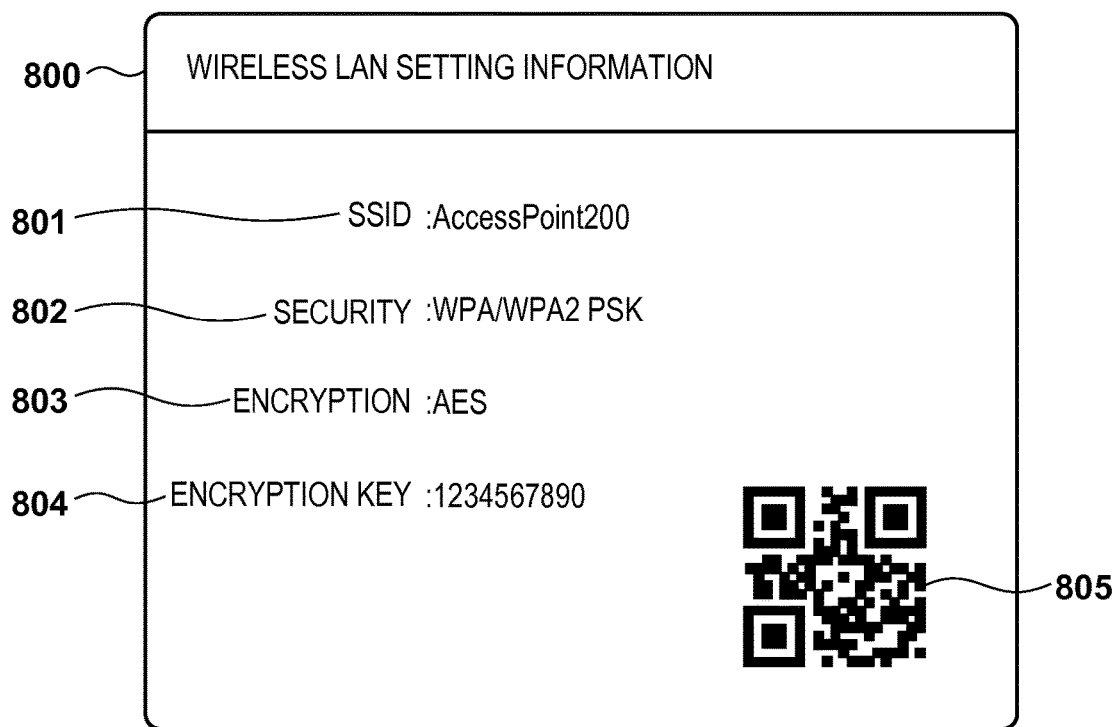 800 WIRELESS LAN SETTING INFORMATION
801 SSID :AccessPoint200
802 SECURITY :WPA/WPA2 PSK
803 ENCRYPTION :AES
804 ENCRYPTION KEY :1234567890
805